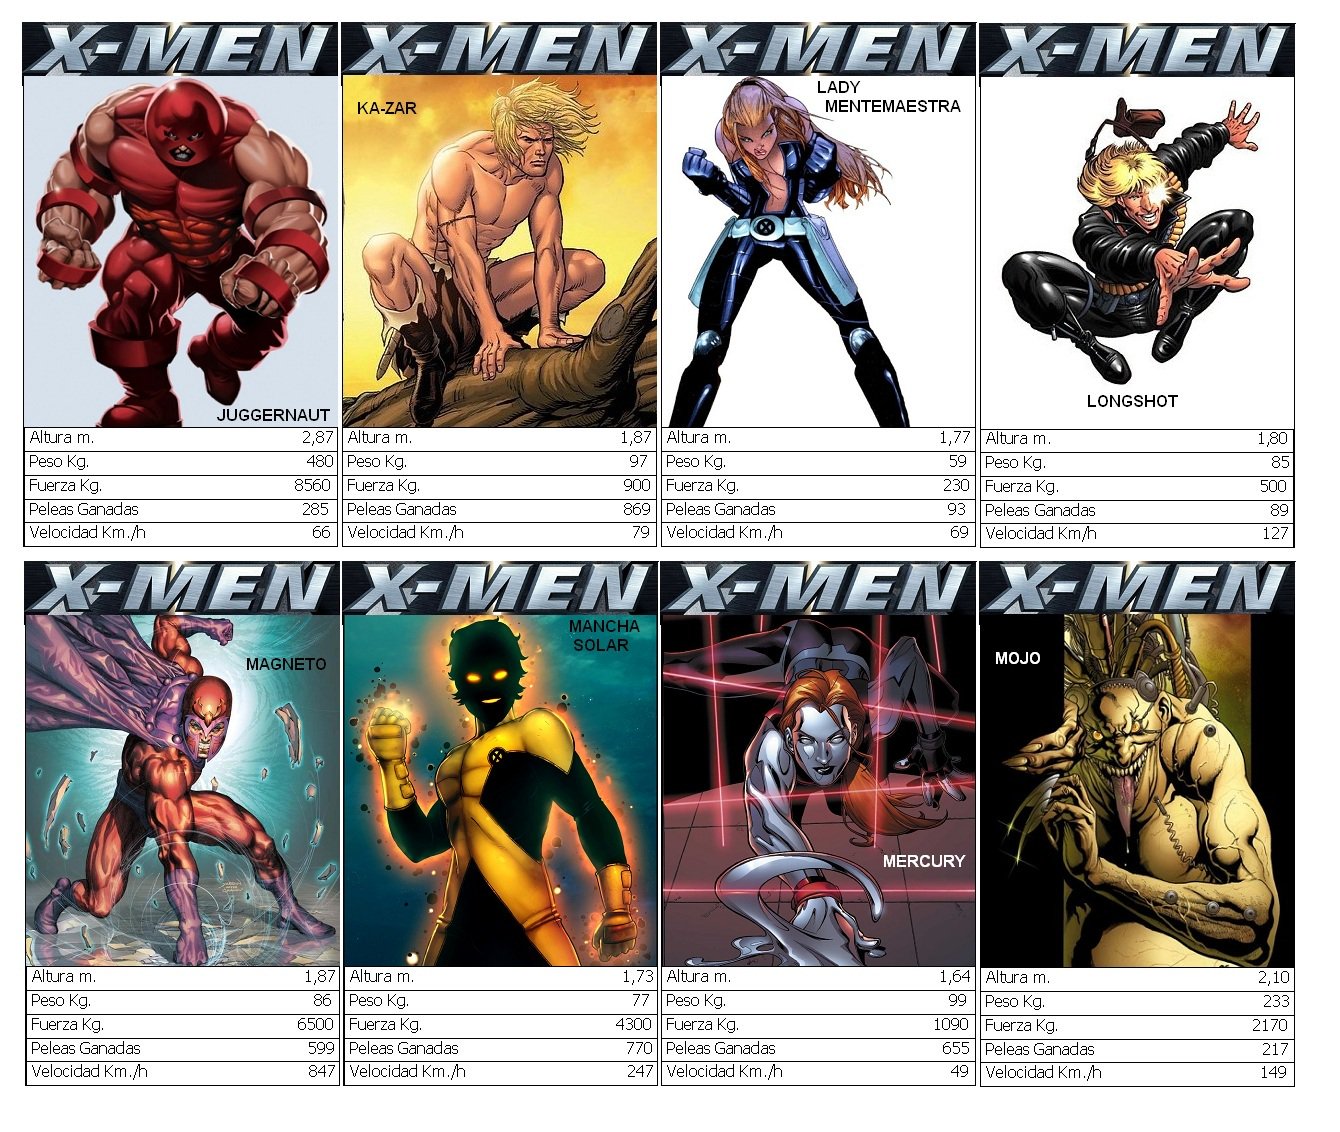 X-MEN
JUGGERNAUT
Altura m. 2,87
Peso Kg. 480
Fuerza Kg. 8560
Peleas Ganadas 285
Velocidad Km./h 66
X-MEN
KA-ZAR
Altura m. 1,87
Peso Kg. 97
Fuerza Kg. 900
Peleas Ganadas 869
Velocidad Km./h 79
X-MEN
LADY
MENTEMAESTRA
Altura m. 1,77
Peso Kg. 59
Fuerza Kg. 230
Peleas Ganadas 93
Velocidad Km./h 69
X-MEN
LONGSHOT
Altura m. 1,80
Peso Kg. 85
Fuerza Kg. 500
Peleas Ganadas 89
Velocidad Km/h 127
X-MEN
MAGNETO
Altura m. 1,87
Peso Kg. 86
Fuerza Kg. 6500
Peleas Ganadas 599
Velocidad Km./h 847
X-MEN
MANCHA
SOLAR
Altura m. 1,73
Peso Kg. 77
Fuerza Kg. 4300
Peleas Ganadas 770
Velocidad Km./h 247
X-MEN
MERCURY
Altura m. 1,64
Peso Kg. 99
Fuerza Kg. 1090
Peleas Ganadas 655
Velocidad Km./h 49
X-MEN
MOJO
Altura m. 2,10
Peso Kg. 233
Fuerza Kg. 2170
Peleas Ganadas 217
Velocidad Km./h 149